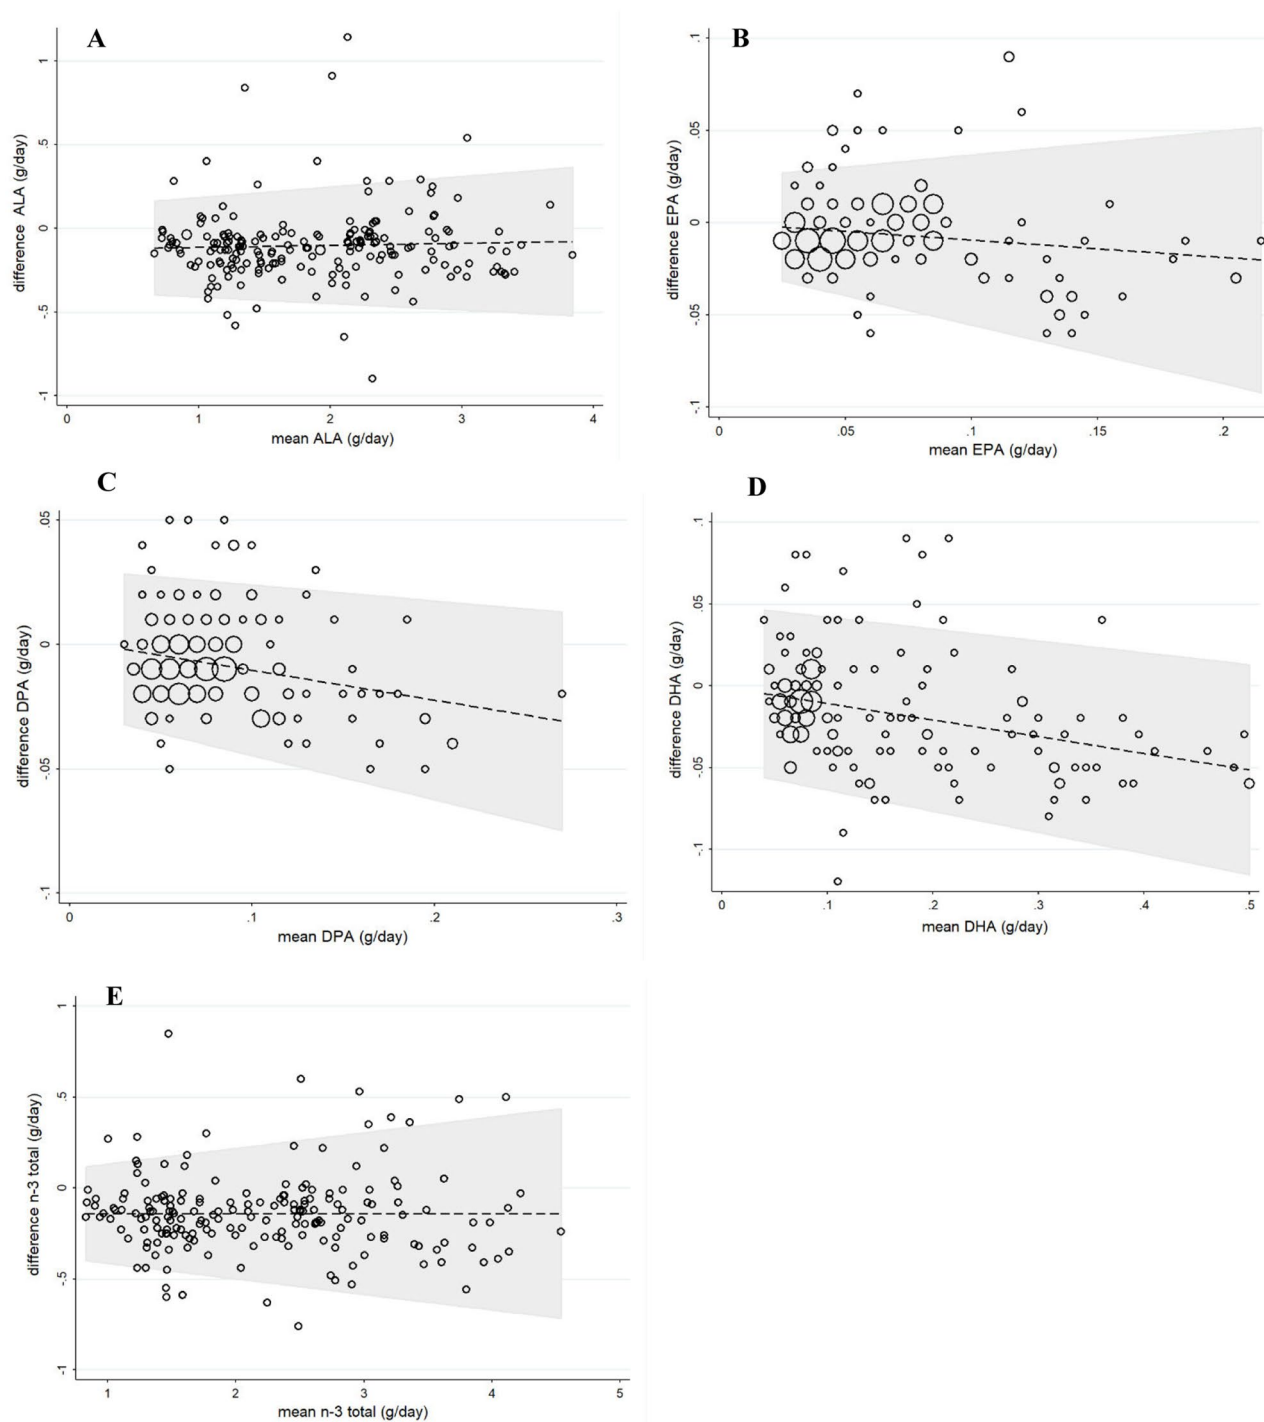 A
difference ALA (g/day)
1
.5
0
-.5
-1
0 1 2 3 4
mean ALA (g/day)
B
difference EPA (g/day)
.1
.05
0
-.05
-.1
0 .05 .1 .15 .2
mean EPA (g/day)
C
difference DPA (g/day)
.05
0
-.05
-.1
0 .1 .2 .3
mean DPA (g/day)
D
difference DHA (g/day)
.1
.05
0
-.05
-.1
0 .1 .2 .3 .4 .5
mean DHA (g/day)
E
difference n-3 total (g/day)
1
.5
0
-.5
-1
1 2 3 4 5
mean n-3 total (g/day)